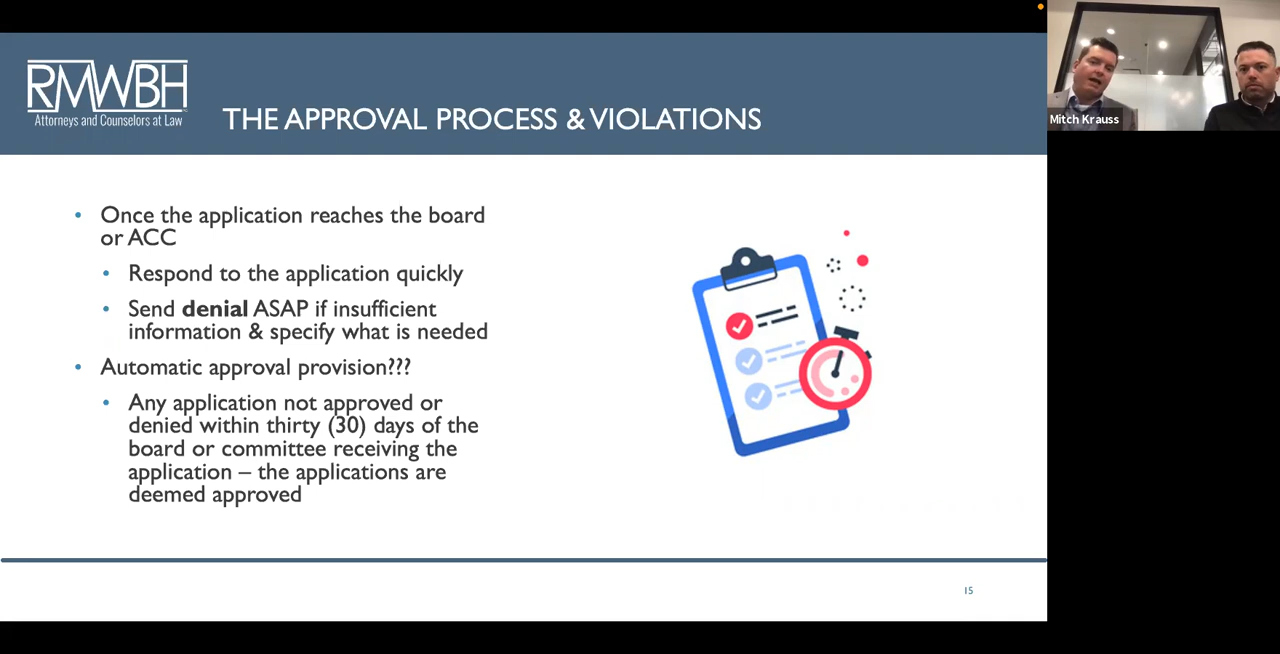 RMWBH
Attorneys and Counselors at Law
THE APPROVAL PROCESS & VIOLATIONS
Mitch Krauss
• Once the application reaches the board
or ACC
• Respond to the application quickly
• Send denial ASAP if insufficient
information & specify what is needed
• Automatic approval provision???
• Any application not approved or
denied within thirty (30) days of the
board or committee receiving the
application – the applications are
deemed approved
15